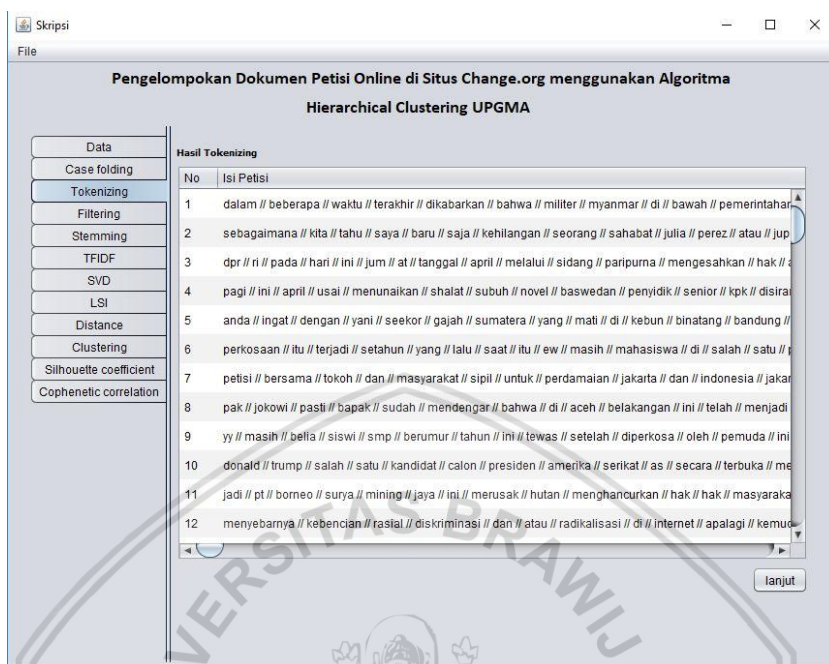 Skripsi
File
Pengelompokan Dokumen Petisi Online di Situs Change.org menggunakan Algoritma
Hierarchical Clustering UPGMA
Data
Case folding
Tokenizing
Filtering
Stemming
TFIDF
SVD
LSI
Distance
Clustering
Silhouette coefficient
Cophenetic correlation
Hasil Tokenizing
No Isi Petisi
1 dalam // beberapa // waktu // terakhir // dikabarkan // bahwa // militer // myanmar // di // bawah // pemerintahan
2 sebagaimana // kita // tahu // saya // baru // saja // kehilangan // seorang // sahabat // julia // perez // atau // jup
3 dpr // ri // pada // hari // ini // jum // at // tanggal // april // melalui // sidang // paripurna // mengesahkan // hak //
4 pagi // ini // april // usai // menunaikan // shalat // subuh // novel // baswedan // penyidik // senior // kpk // disira
5 anda // ingat // dengan // yani // seekor // gajah // sumatera // yang // mati // di // kebun // binatang // bandung //
6 perkosaan // itu // terjadi // setahun // yang // lalu // saat // itu // ew // masih // mahasiswa // di // salah // satu //
7 petisi // bersama // tokoh // dan // masyarakat // sipil // untuk // perdamaian // jakarta // dan // indonesia // jakar
8 pak // jokowi // pasti // bapak // sudah // mendengar // bahwa // di // aceh // belakangan // ini // telah // menjadi
9 yy // masih // belia // siswi // smp // berumur // tahun // ini // tewas // setelah // diperkosa // oleh // pemuda // ini
10 donald // trump // salah // satu // kandidat // calon // presiden // amerika // serikat // as // secara // terbuka // me
11 jadi // pt // borneo // surya // mining // jaya // ini // merusak // hutan // menghancurkan // hak // hak // masyaraka
12 menyebarnya // kebencian // rasial // diskriminasi // dan // atau // radikalisasi // di // internet // apalagi // kemud
lanjut
VERSITAS BRAWIJ